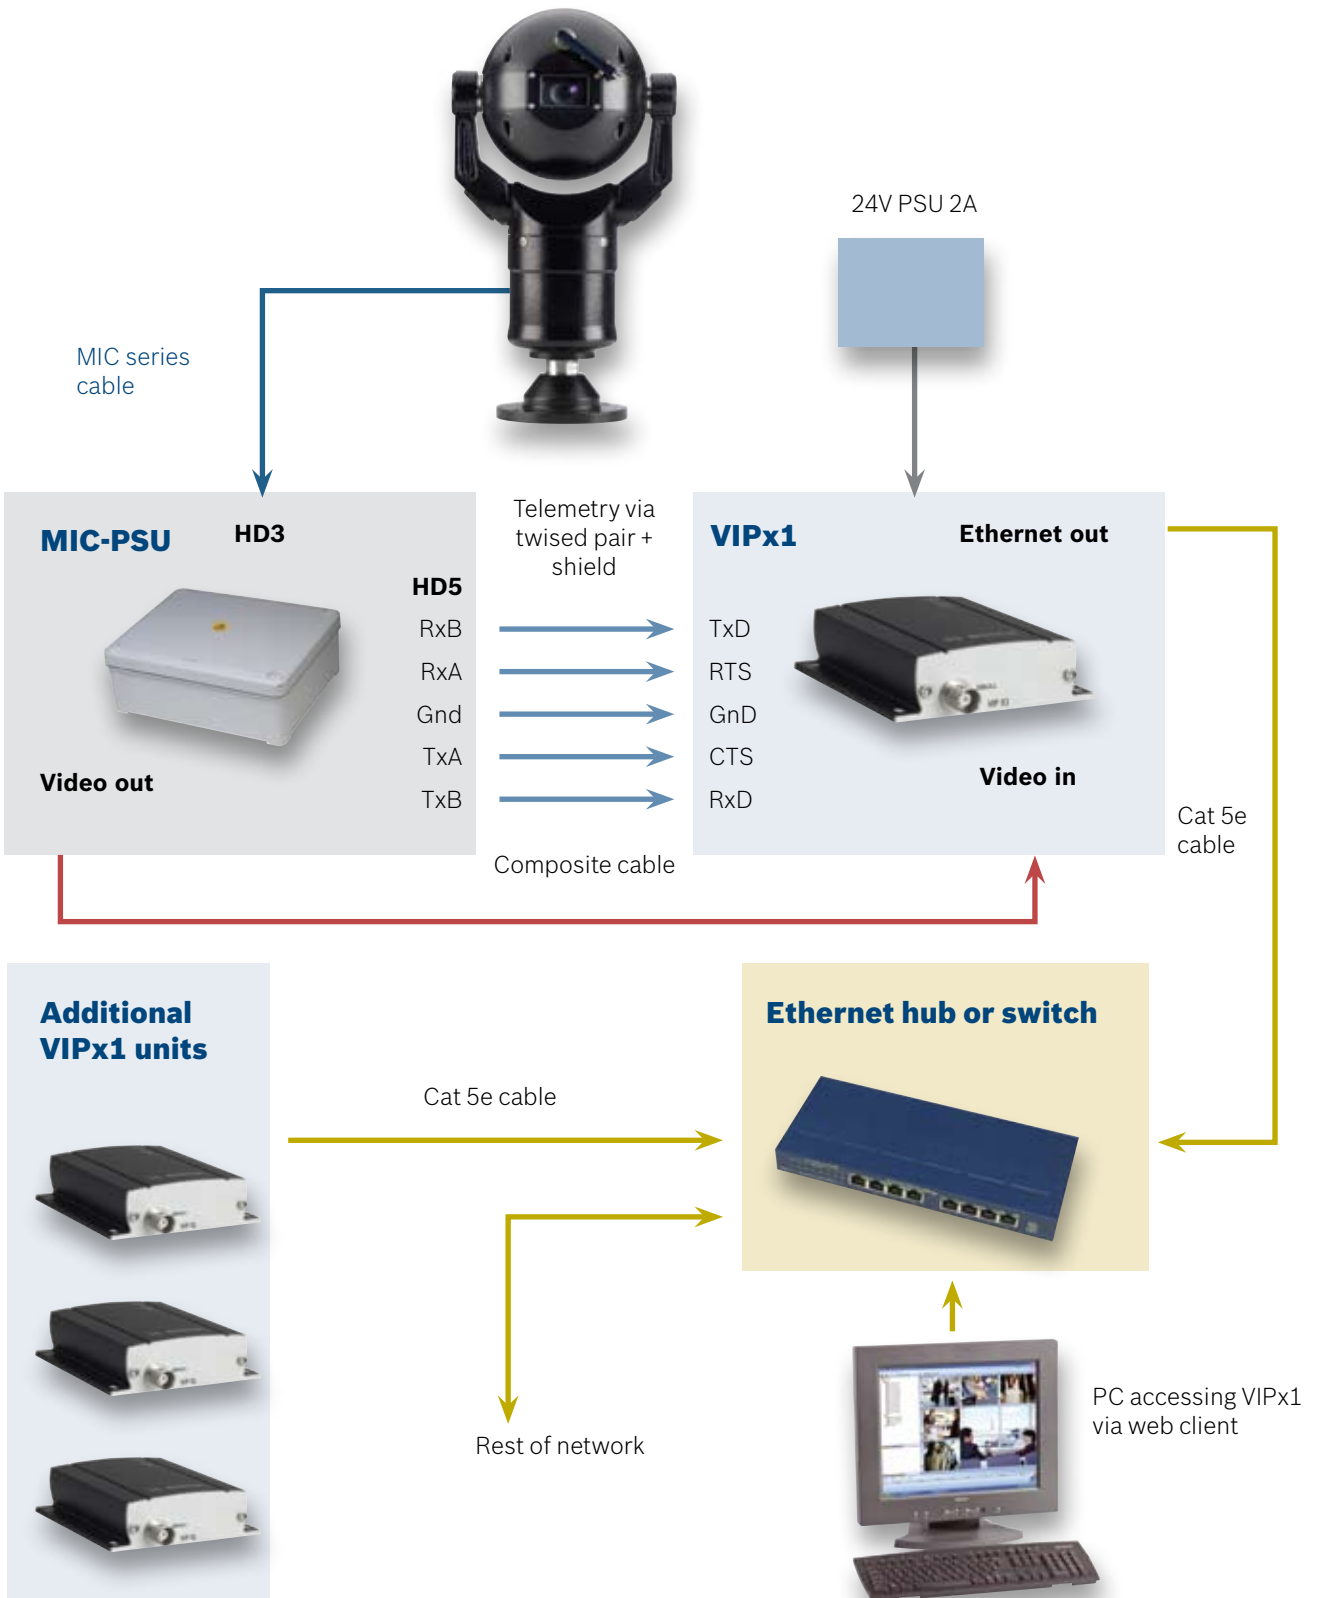 24V PSU 2A
MIC series
cable
MIC-PSU
HD3
HD5
RxB
RxA
Gnd
TxA
TxB
Video out
Telemetry via
twised pair +
shield
Composite cable
VIPx1
Ethernet out
TxD
RTS
GnD
CTS
RxD
Video in
Cat 5e
cable
Additional
VIPx1 units
Cat 5e cable
Ethernet hub or switch
Rest of network
PC accessing VIPx1
via web client